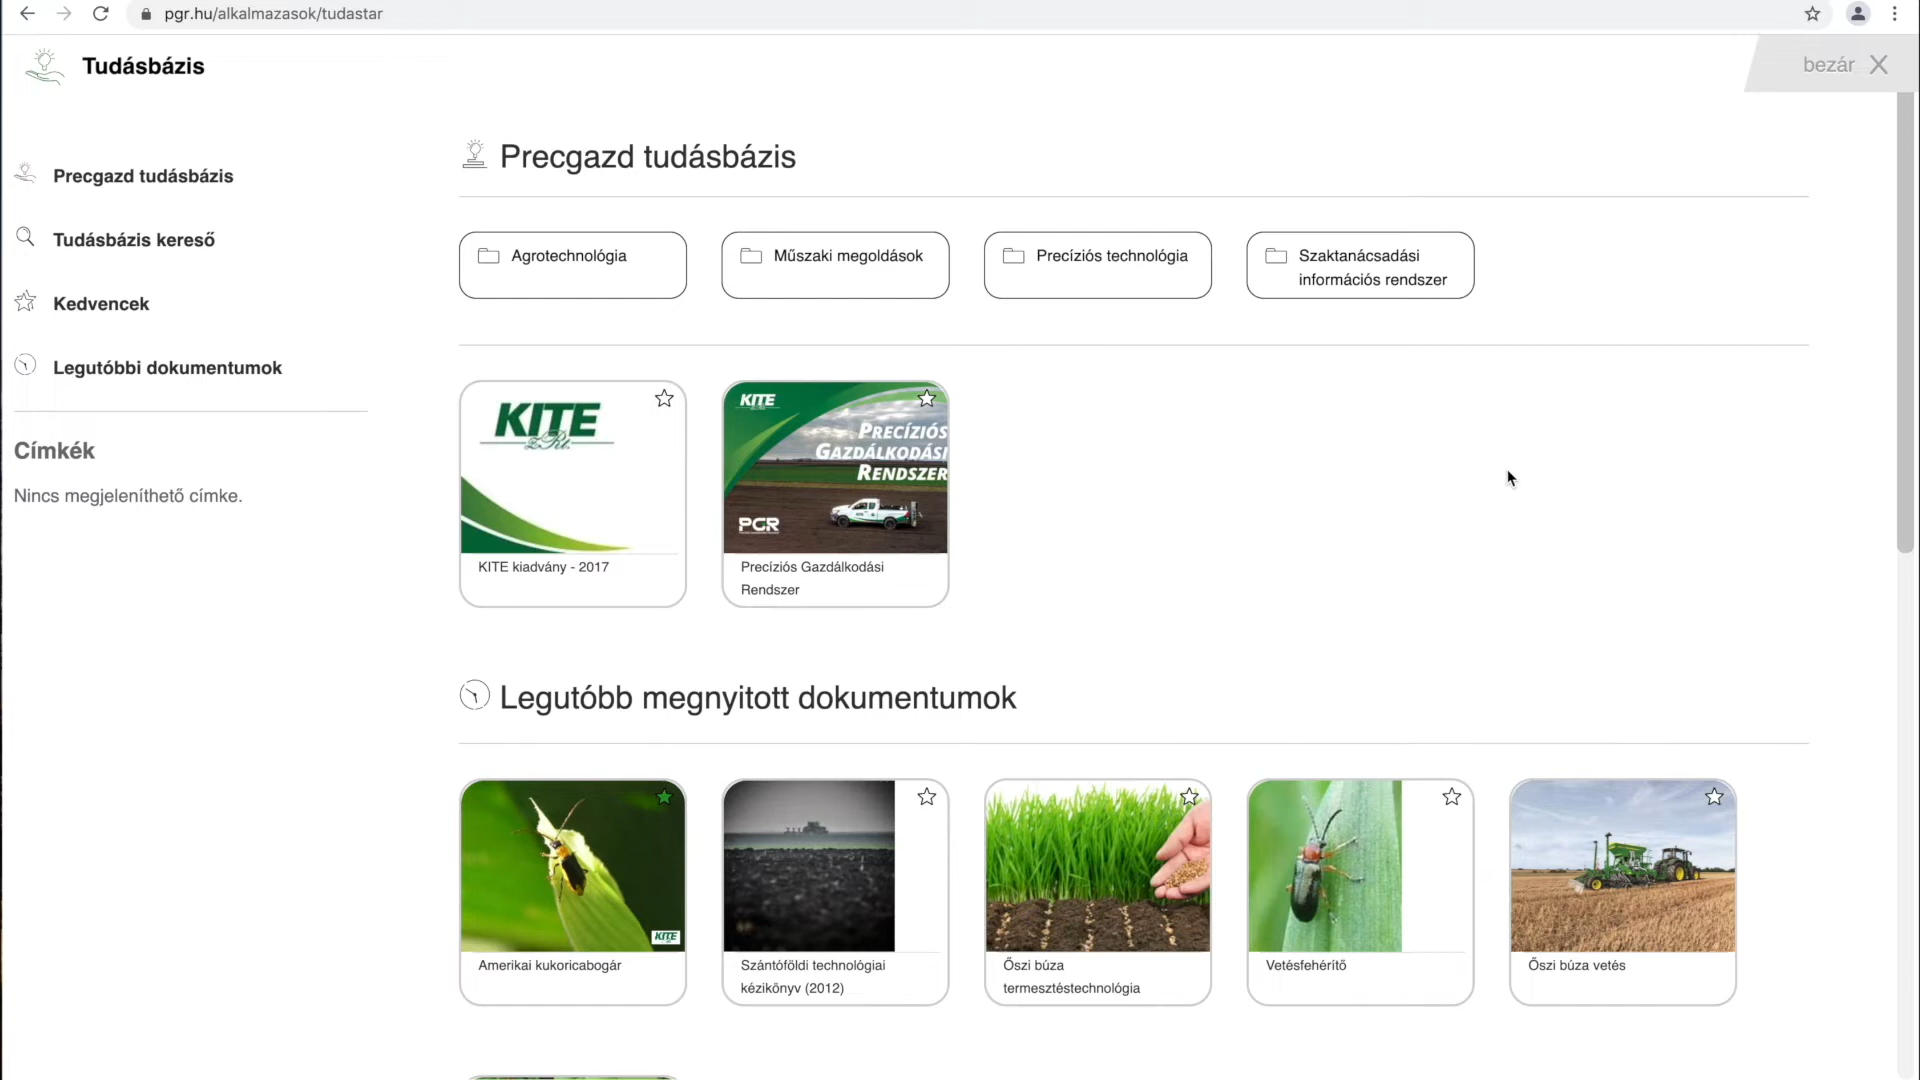 pgr.hu/alkalmazasok/tudastar
Tudásbázis
bezár X
Precgazd tudásbázis
Tudásbázis kereső
Kedvencek
Legutóbbi dokumentumok
Címkék
Nincs megjeleníthető címke.
Precgazd tudásbázis
Agrotechnológia
Műszaki megoldások
Precíziós technológia
Szaktanácsadási
információs rendszer
KITE
zRt.
KITE kiadvány - 2017
KITE
PRECÍZIÓS
GAZDÁLKODÁSI
RENDSZER
PGR
Precíziós Gazdálkodási
Rendszer
Legutóbb megnyitott dokumentumok
KITE
Amerikai kukoricabogár
Szántóföldi technológiai
kézikönyv (2012)
Őszi búza
termesztéstechnológia
Vetésfehérítő
Őszi búza vetés